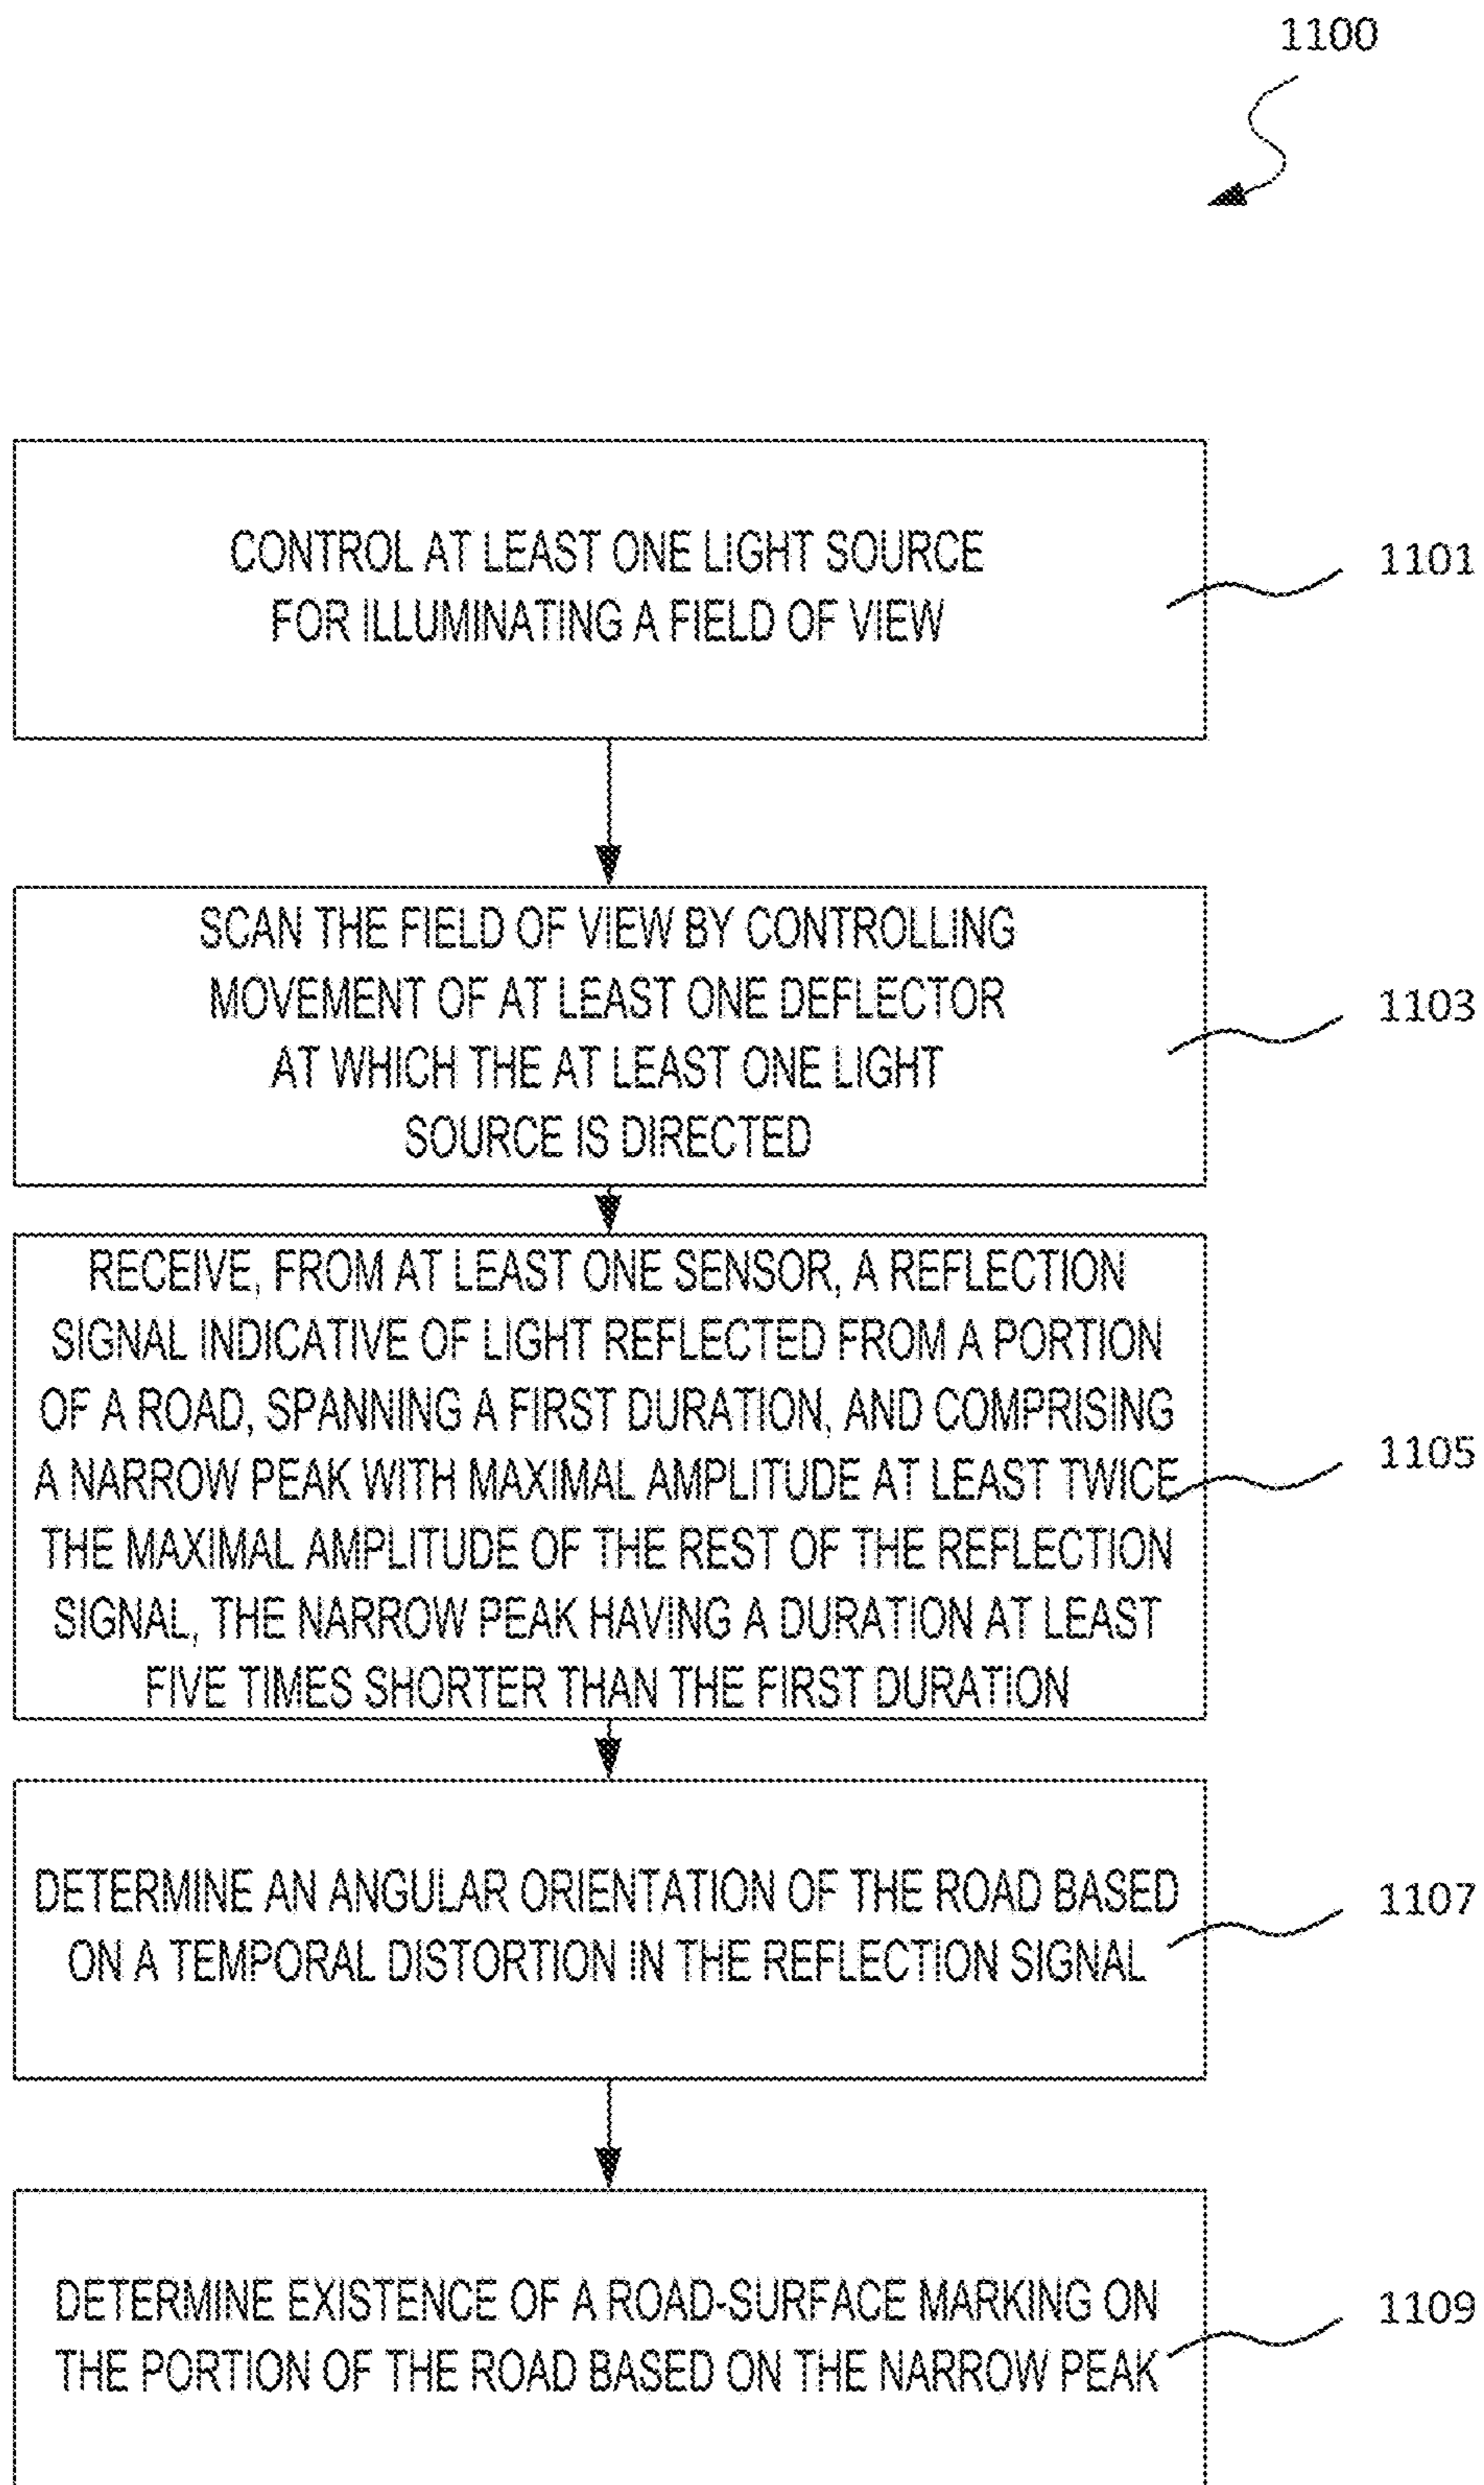 1100
CONTROL AT LEAST ONE LIGHT SOURCE
FOR ILLUMINATING A FIELD OF VIEW
1101
SCAN THE FIELD OF VIEW BY CONTROLLING
MOVEMENT OF AT LEAST ONE DEFLECTOR
AT WHICH THE AT LEAST ONE LIGHT
SOURCE IS DIRECTED
1103
RECEIVE, FROM AT LEAST ONE SENSOR, A REFLECTION
SIGNAL INDICATIVE OF LIGHT REFLECTED FROM A PORTION
OF A ROAD, SPANNING A FIRST DURATION, AND COMPRISING
A NARROW PEAK WITH MAXIMAL AMPLITUDE AT LEAST TWICE
THE MAXIMAL AMPLITUDE OF THE REST OF THE REFLECTION
SIGNAL, THE NARROW PEAK HAVING A DURATION AT LEAST
FIVE TIMES SHORTER THAN THE FIRST DURATION
1105
DETERMINE AN ANGULAR ORIENTATION OF THE ROAD BASED
ON A TEMPORAL DISTORTION IN THE REFLECTION SIGNAL
1107
DETERMINE EXISTENCE OF A ROAD-SURFACE MARKING ON
THE PORTION OF THE ROAD BASED ON THE NARROW PEAK
1109